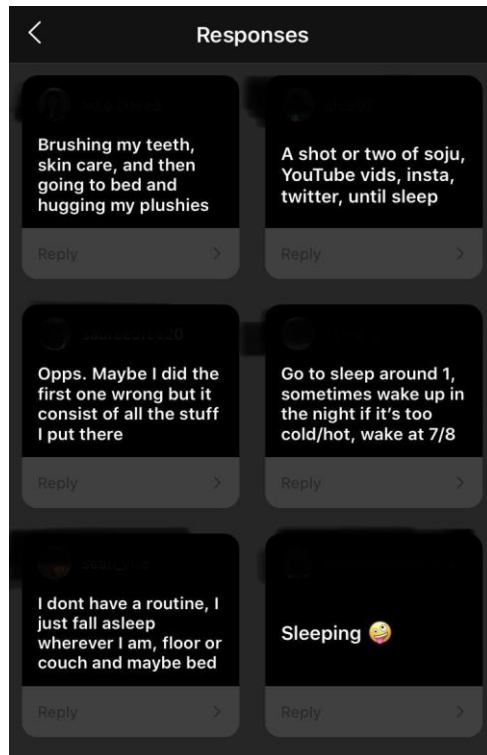 Responses
Brushing my teeth,
skin care, and then
going to bed and
hugging my plushies
Reply
A shot or two of soju,
YouTube vids, insta,
twitter, until sleep
Reply
Opps. Maybe I did the
first one wrong but it
consist of all the stuff
I put there
Reply
Go to sleep around 1,
sometimes wake up in
the night if it's too
cold/hot, wake at 7/8
Reply
I dont have a routine, I
just fall asleep
wherever I am, floor or
couch and maybe bed
Reply
Sleeping 🤪
Reply